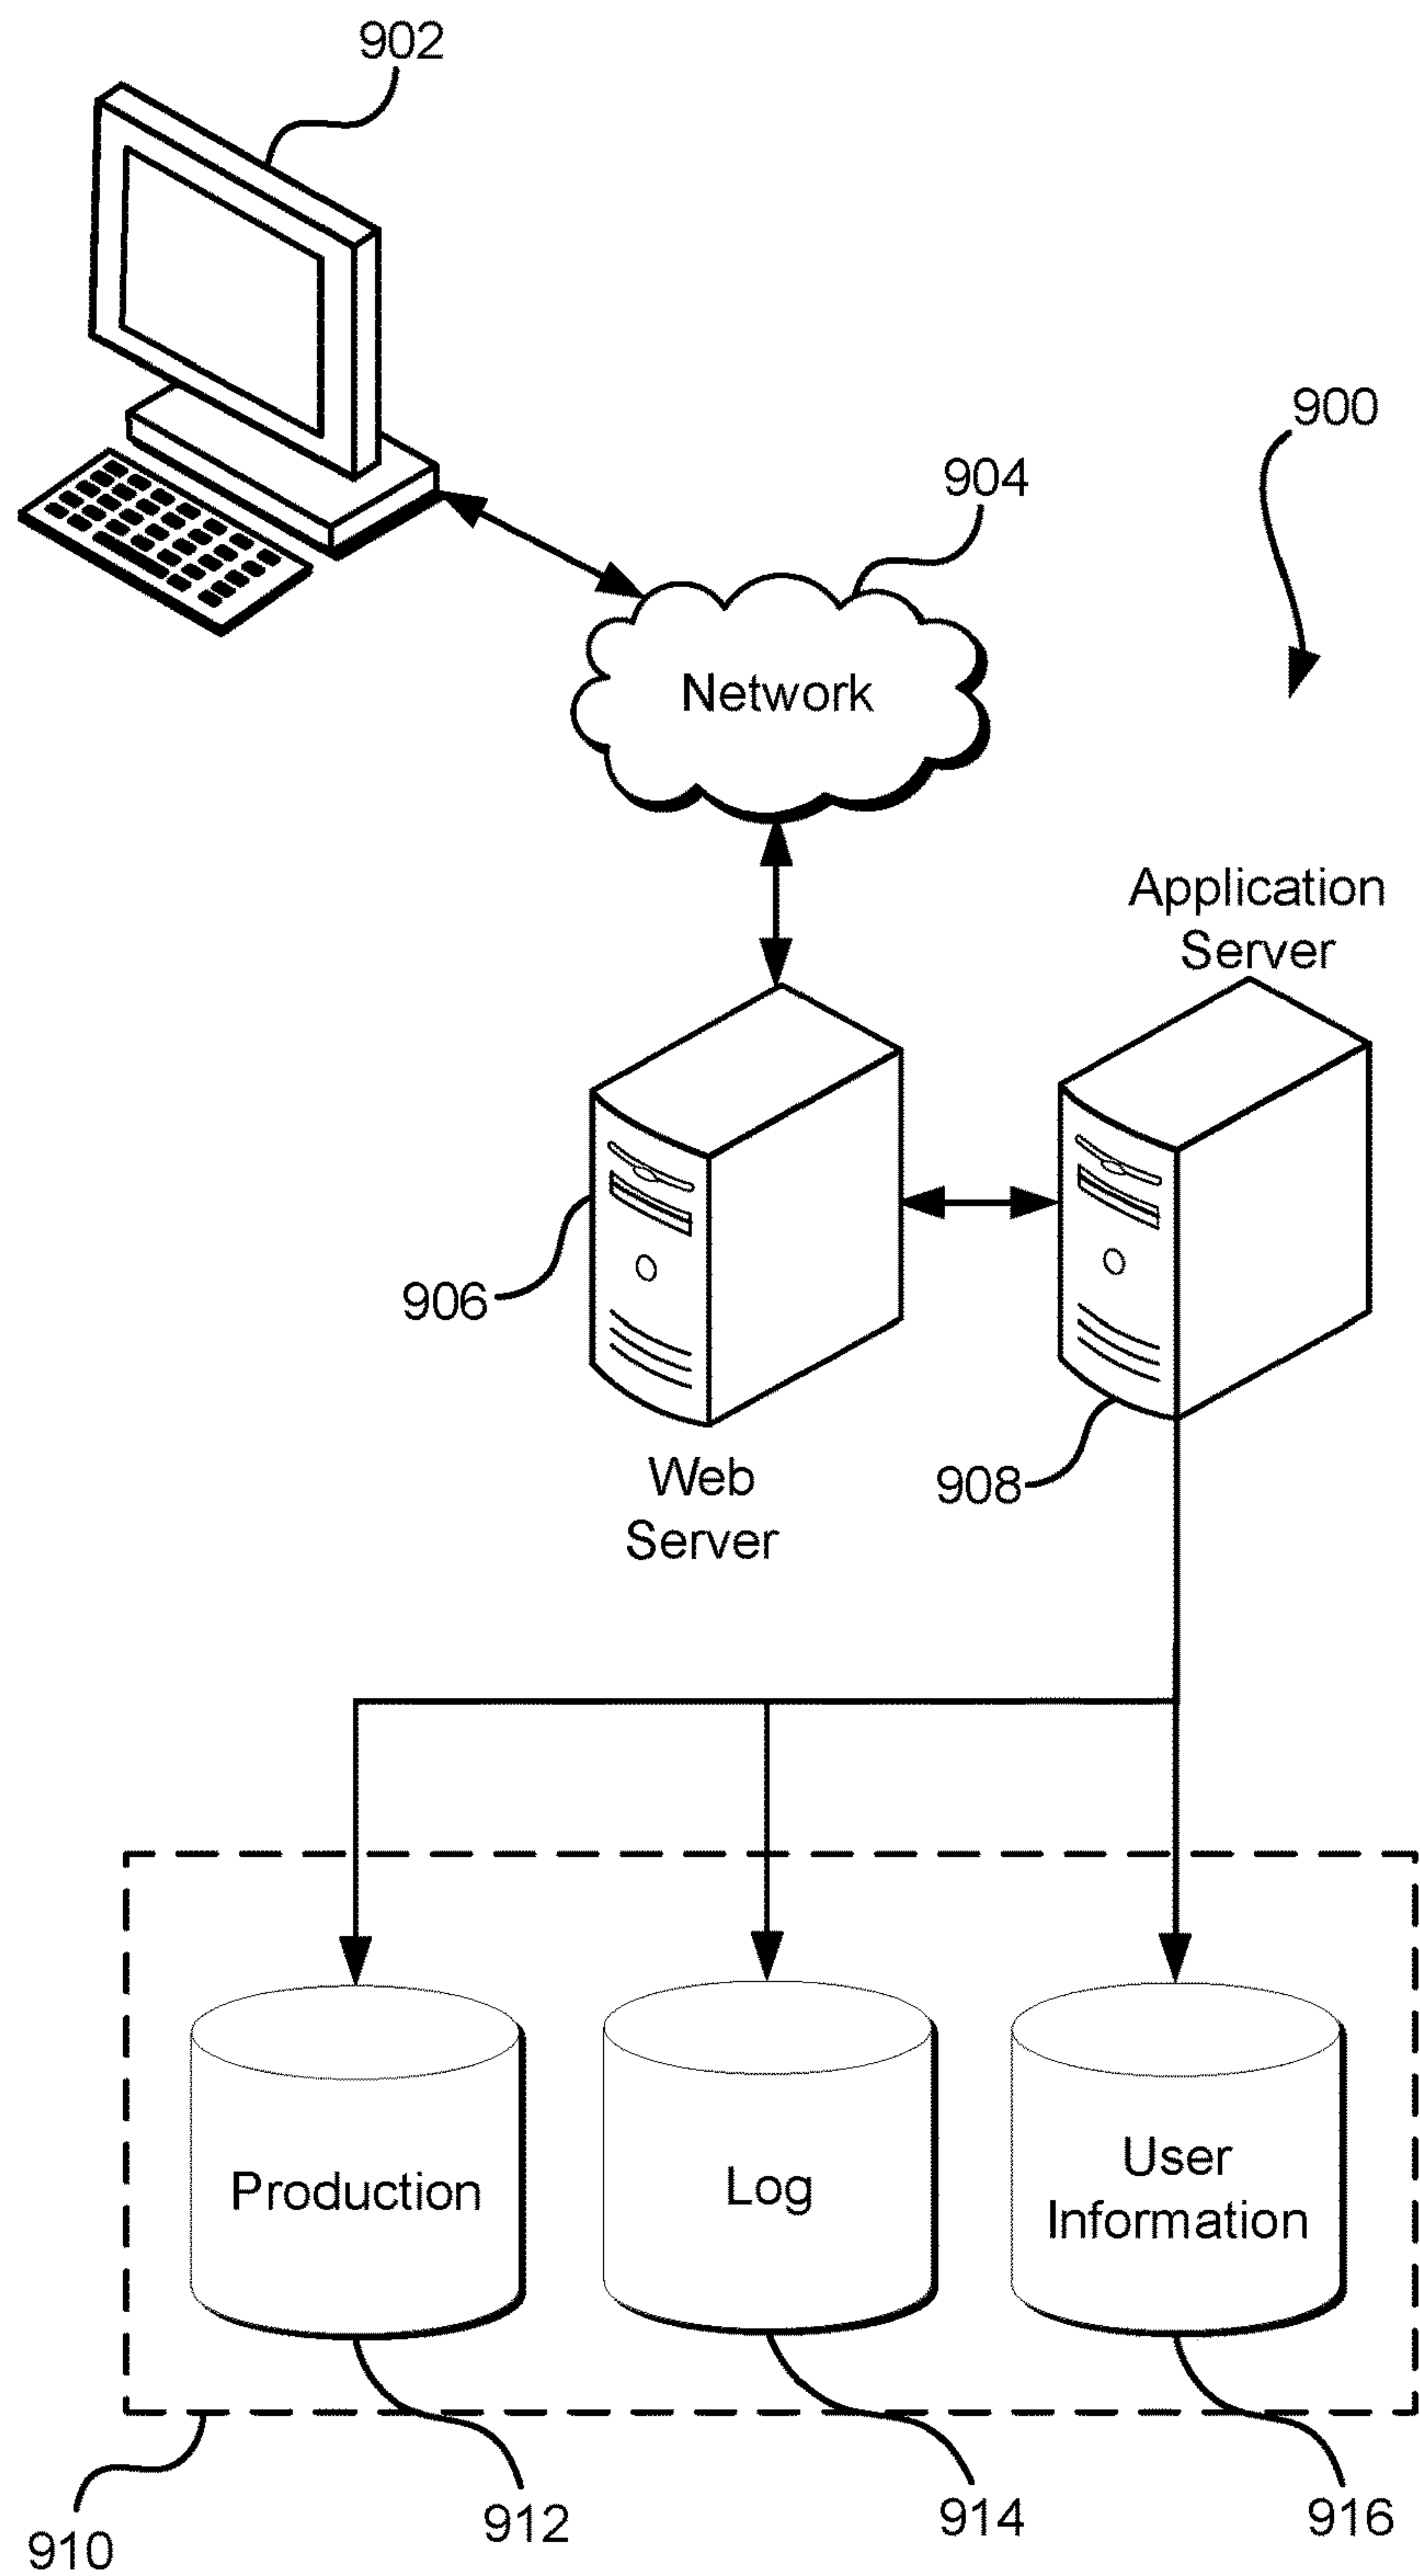 902
900
904
Network
Application
Server
906
Web
Server
908
Production
Log
User
Information
910
912
914
916